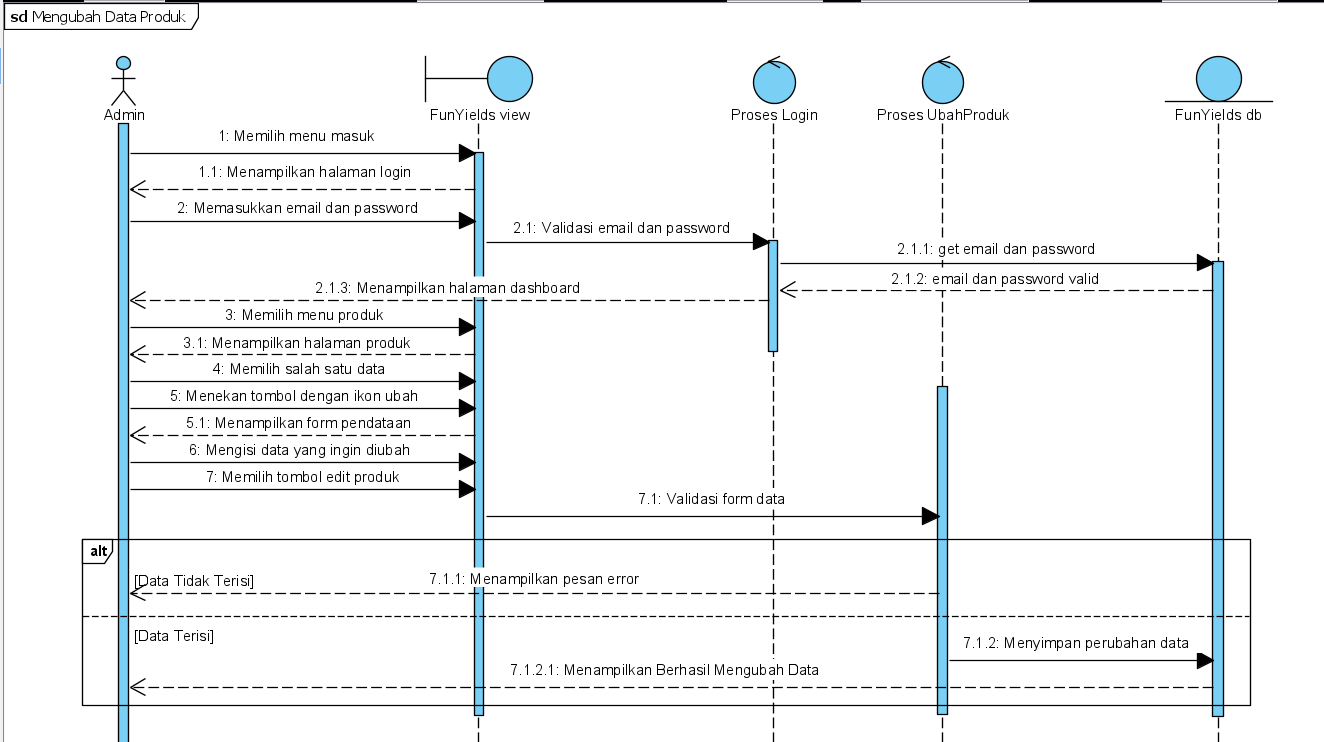 sd Mengubah Data Produk
Admin
FunYields view
Proses Login
Proses UbahProduk
FunYields db
1: Memilih menu masuk
1.1: Menampilkan halaman login
2: Memasukkan email dan password
2.1: Validasi email dan password
2.1.1: get email dan password
2.1.2: email dan password valid
2.1.3: Menampilkan halaman dashboard
3: Memilih menu produk
3.1: Menampilkan halaman produk
4: Memilih salah satu data
5: Menekan tombol dengan ikon ubah
5.1: Menampilkan form pendataan
6: Mengisi data yang ingin diubah
7: Memilih tombol edit produk
7.1: Validasi form data
alt
[Data Tidak Terisi]
7.1.1: Menampilkan pesan error
[Data Terisi]
7.1.2: Menyimpan perubahan data
7.1.2.1: Menampilkan Berhasil Mengubah Data